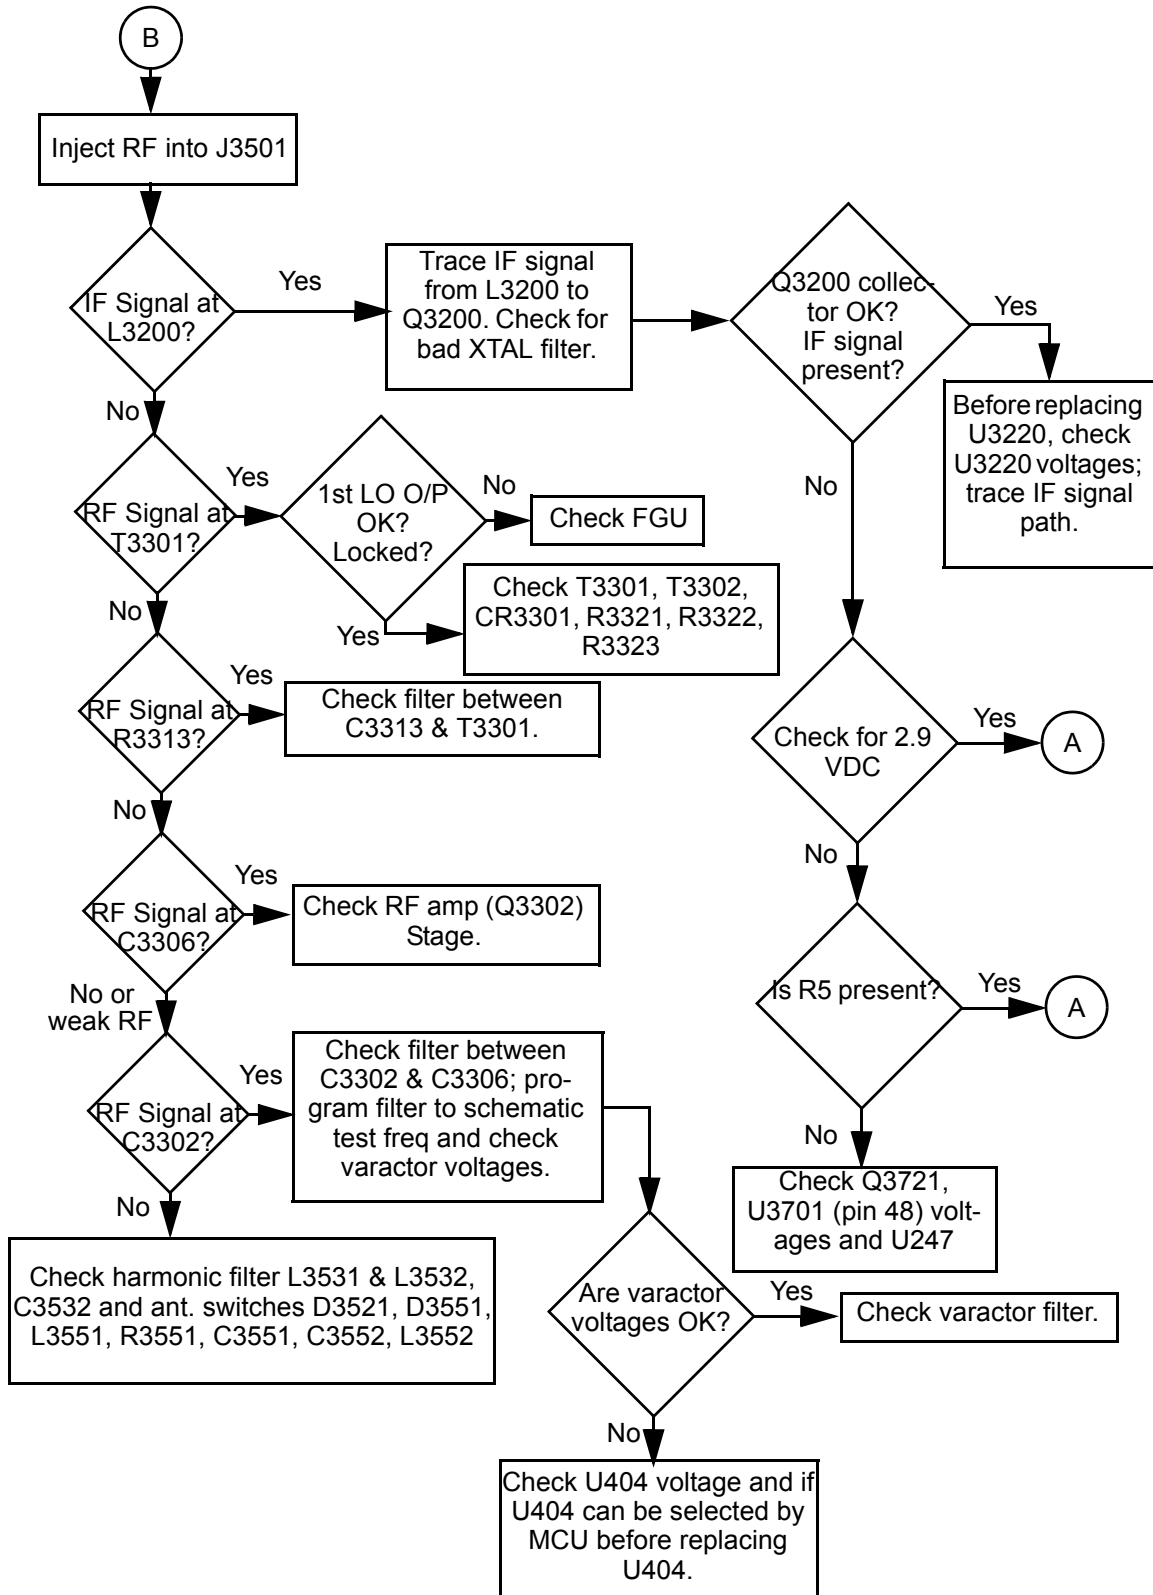 B
Inject RF into J3501
IF Signal at
L3200?
Yes
Trace IF signal
from L3200 to
Q3200. Check for
bad XTAL filter.
Q3200 collec-
tor OK?
IF signal
present?
Yes
Before replacing
U3220, check
U3220 voltages;
trace IF signal
path.
No
RF Signal at
T3301?
Yes
1st LO O/P
OK?
Locked?
No
Check FGU
Yes
Check T3301, T3302,
CR3301, R3321, R3322,
R3323
No
No
RF Signal at
R3313?
Yes
Check filter between
C3313 & T3301.
Check for 2.9
VDC
Yes
A
No
RF Signal at
C3306?
Yes
Check RF amp (Q3302)
Stage.
No
Is R5 present?
Yes
A
No or
weak RF
RF Signal at
C3302?
Yes
Check filter between
C3302 & C3306; pro-
gram filter to schematic
test freq and check
varactor voltages.
No
Check Q3721,
U3701 (pin 48) volt-
ages and U247
No
Check harmonic filter L3531 & L3532,
C3532 and ant. switches D3521, D3551,
L3551, R3551, C3551, C3552, L3552
Are varactor
voltages OK?
Yes
Check varactor filter.
No
Check U404 voltage and if
U404 can be selected by
MCU before replacing
U404.